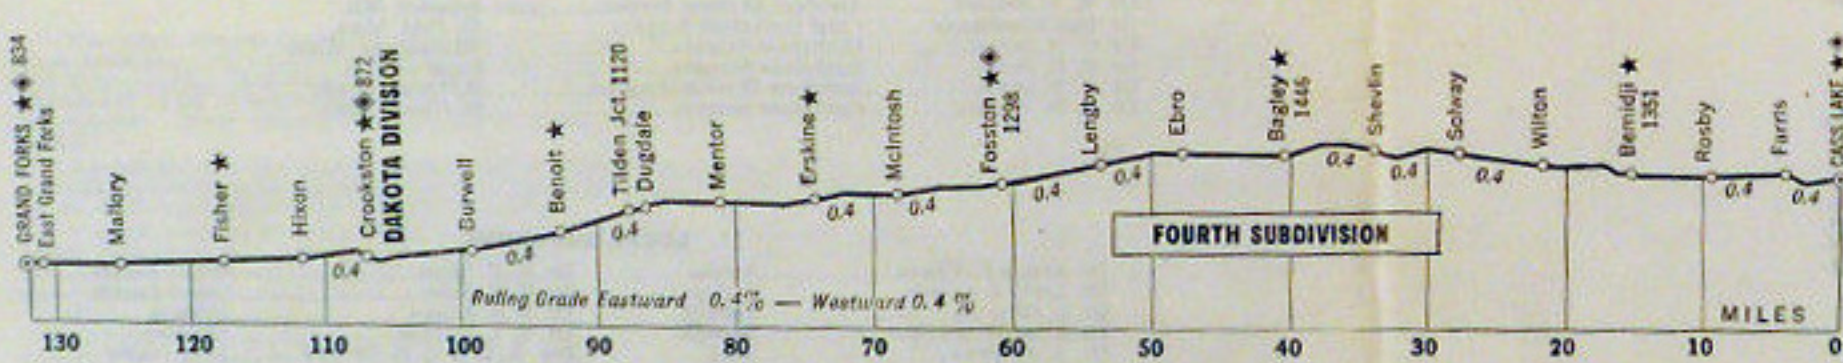 GRAND FORKS ★◈ 834
East Grand Forks
Mallory
Fisher ★
Hixon
Crookston ★◈ 872
DAKOTA DIVISION
Burwell
Benoit ★
Tilden Jct. 1120
Dugdale
Mentor
Erskine ★
McIntosh
Fosston ★◈
1298
Lengby
Ebro
Bagley ★
1446
Shevlin
Solway
Wilton
Bemidji ★
1351
Rosby
Farris
CASS LAKE ★◈
0.4 0.4 0.4 0.4 0.4 0.4 0.4 0.4 0.4 0.4 0.4 0.4
FOURTH SUBDIVISION
Ruling Grade Eastward 0.4% — Westward 0.4 %
MILES
130 120 110 100 90 80 70 60 50 40 30 20 10 0